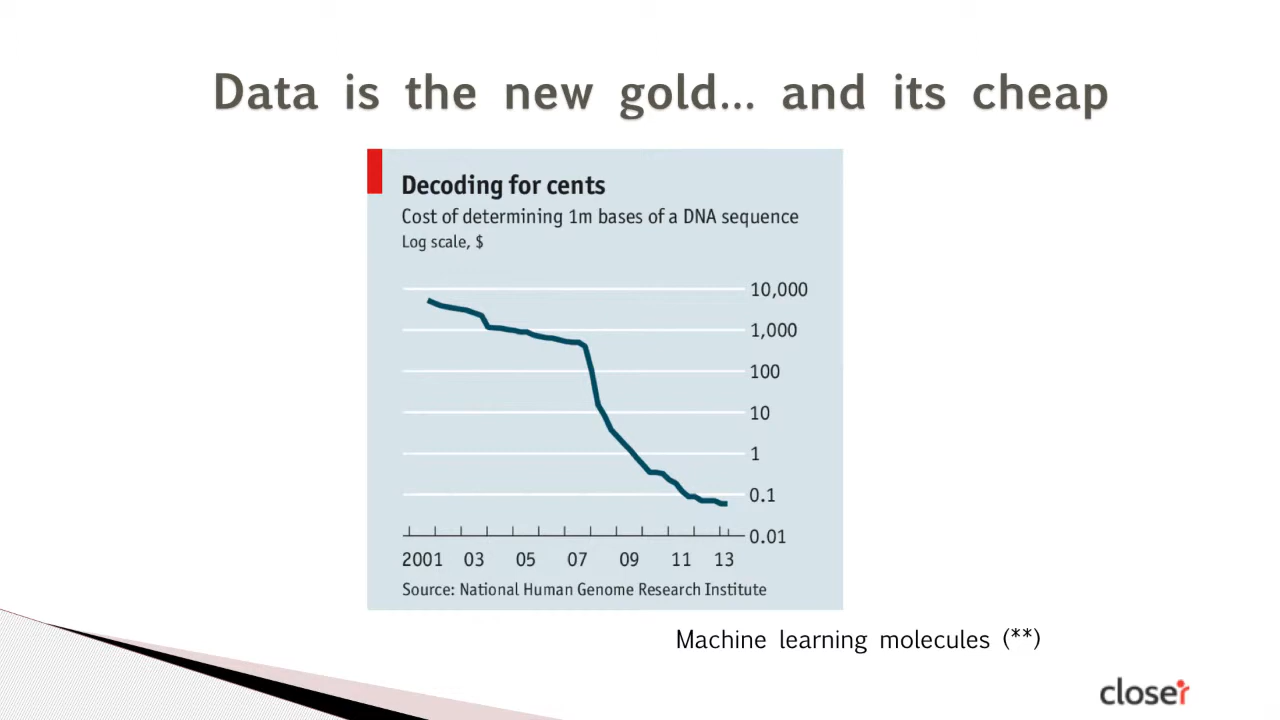 Data is the new gold... and its cheap
Decoding for cents
Cost of determining 1m bases of a DNA sequence
Log scale, $
10,000
1,000
100
10
1
0.1
0.01
2001 03 05 07 09 11 13
Source: National Human Genome Research Institute
Machine learning molecules (**)
closer